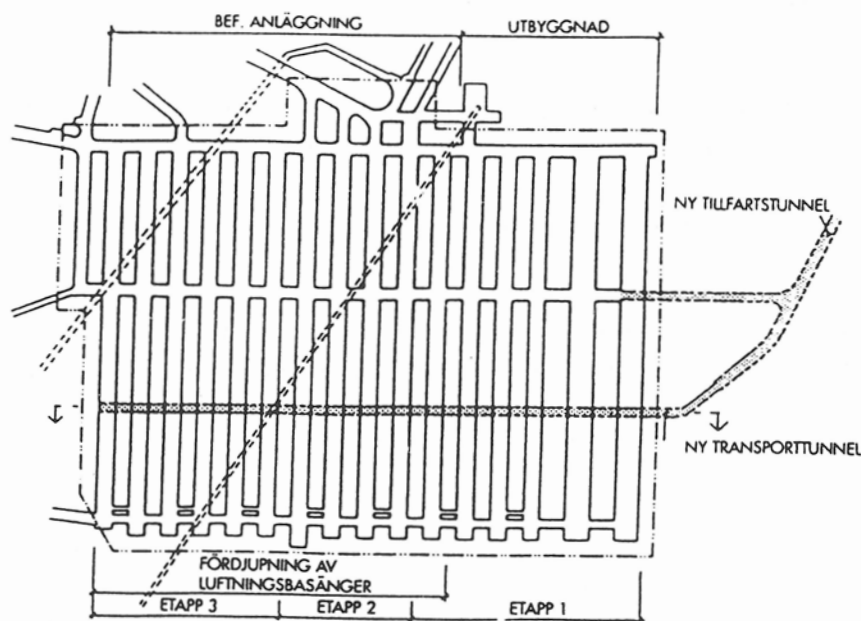 BEF. ANLÄGGNING
UTBYGGNAD
NY TILLFARTSTUNNEL
NY TRANSPORTTUNNEL
FÖRDJUPNING AV
LUFTNINGSBASÄNGER
ETAPP 3
ETAPP 2
ETAPP 1